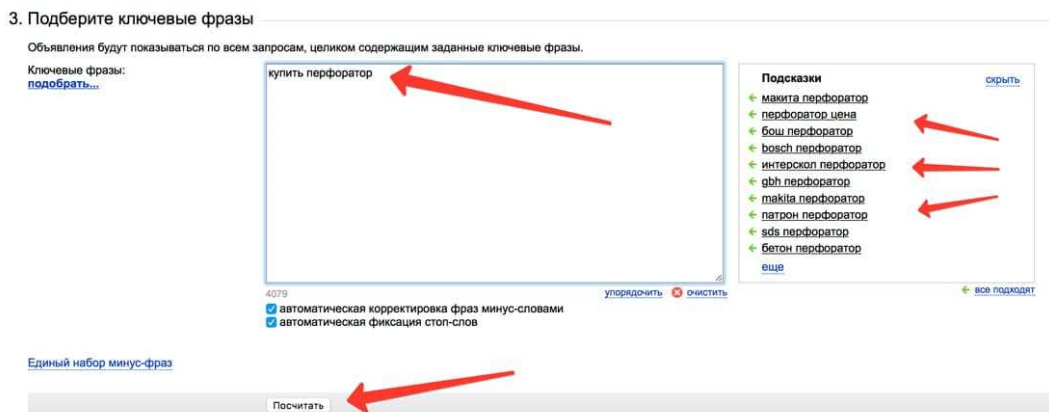 3. Подберите ключевые фразы
Объявления будут показываться по всем запросам, целиком содержащим заданные ключевые фразы.
Ключевые фразы:
подобрать...
купить перфоратор
4079
упорядочить очистить
автоматическая корректировка фраз минус-словами
автоматическая фиксация стоп-слов
Подсказки скрыть
макита перфоратор
перфоратор цена
бош перфоратор
bosch перфоратор
интерскол перфоратор
gbh перфоратор
makita перфоратор
патрон перфоратор
sds перфоратор
бетон перфоратор
еще
все подходят
Единый набор минус-фраз
Посчитать